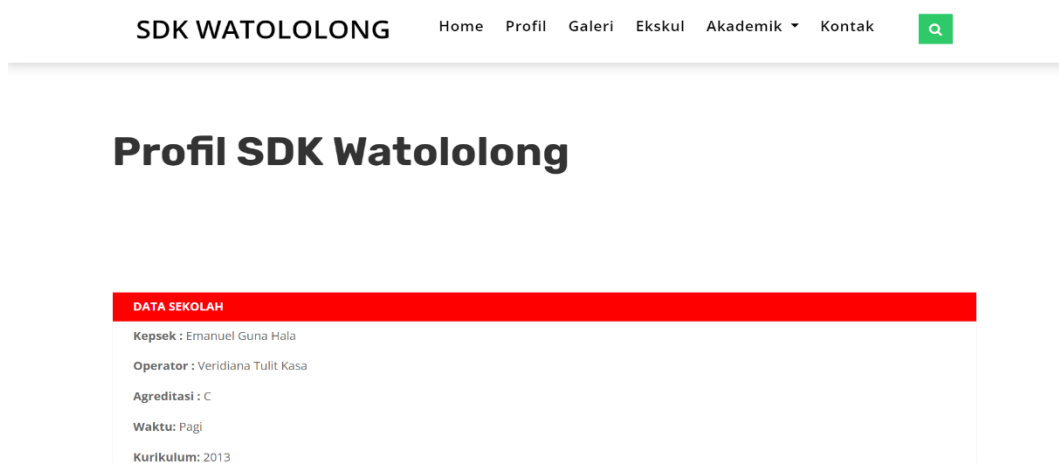 SDK WATOLOLONG Home Profil Galeri Ekskul Akademik Kontak
Profil SDK Watololong
DATA SEKOLAH
Kepsek : Emanuel Guna Hala
Operator : Veridiana Tulit Kasa
Agreditasi : C
Waktu: Pagi
Kurikulum: 2013